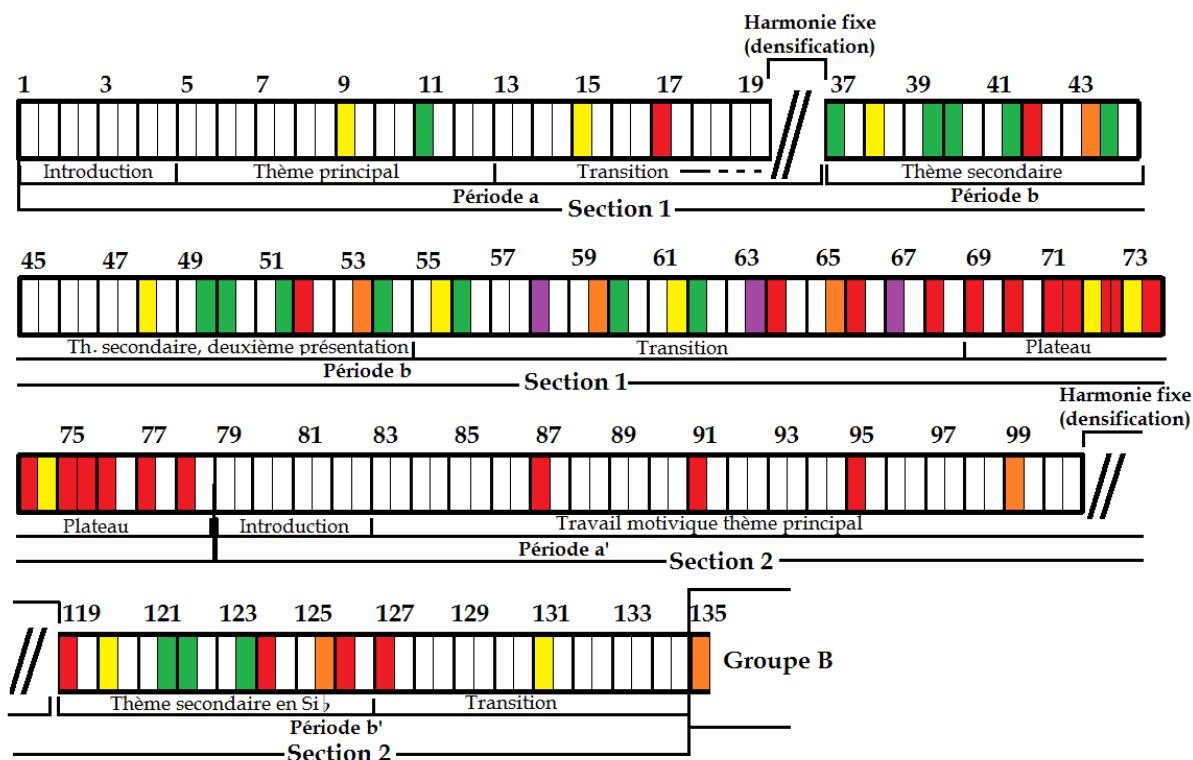 Harmonie fixe
(densification)
1 3 5 7 9 11 13 15 17 19 37 39 41 43
Introduction Thème principal Transition Thème secondaire
Période a Période b
Section 1
45 47 49 51 53 55 57 59 61 63 65 67 69 71 73
Th. secondaire, deuxième présentation Transition Plateau
Période b
Section 1
Harmonie fixe
(densification)
75 77 79 81 83 85 87 89 91 93 95 97 99
Plateau Introduction Travail motivique thème principal
Période a'
Section 2
119 121 123 125 127 129 131 133 135
Groupe B
Thème secondaire en Si♭ Transition
Période b'
Section 2